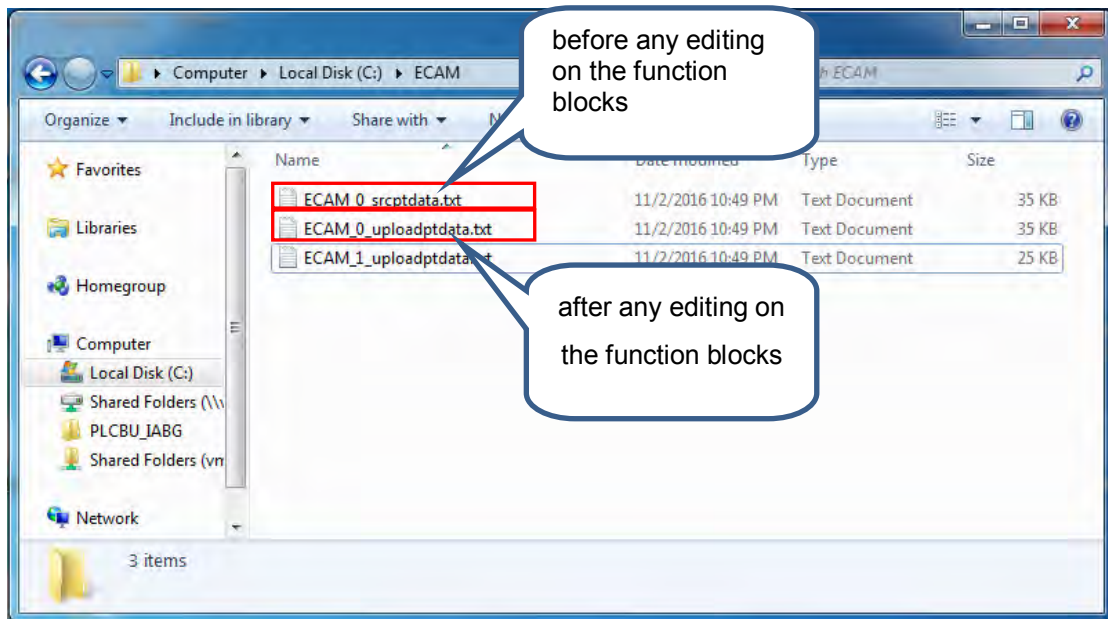 before any editing
on the function
blocks
Computer ▸ Local Disk (C:) ▸ ECAM
ECAM
Organize ▾ Include in library ▾ Share with ▾
Name Date modified Type Size
Favorites
ECAM_0_srcptdata.txt 11/2/2016 10:49 PM Text Document 35 KB
Libraries
ECAM_0_uploadptdata.txt 11/2/2016 10:49 PM Text Document 35 KB
ECAM_1_uploadptdata.txt 11/2/2016 10:49 PM Text Document 25 KB
Homegroup
after any editing on
the function blocks
Computer
Local Disk (C:)
Shared Folders (\\v
PLCBU_IABG
Shared Folders (vm
Network
3 items